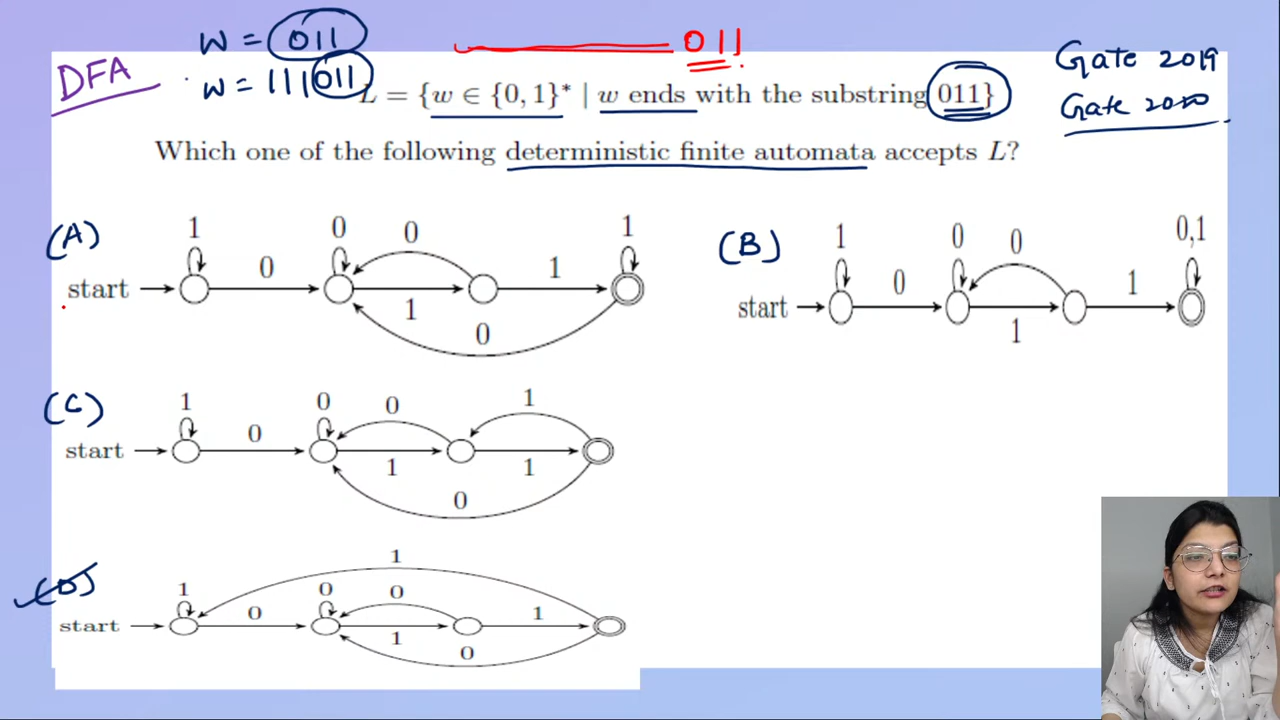 w = 011
011
Gate 2019
DFA
w = 111011
L = {w ∈ {0, 1}* | w ends with the substring 011}
Gate 2020
Which one of the following deterministic finite automata accepts L?
(A)
1
0
0
0
1
1
1
0
start
(B)
1
0
0
0
1
1
0,1
start
(C)
1
0
0
0
1
1
1
0
start
(D)
1
1
0
0
0
1
1
0
start